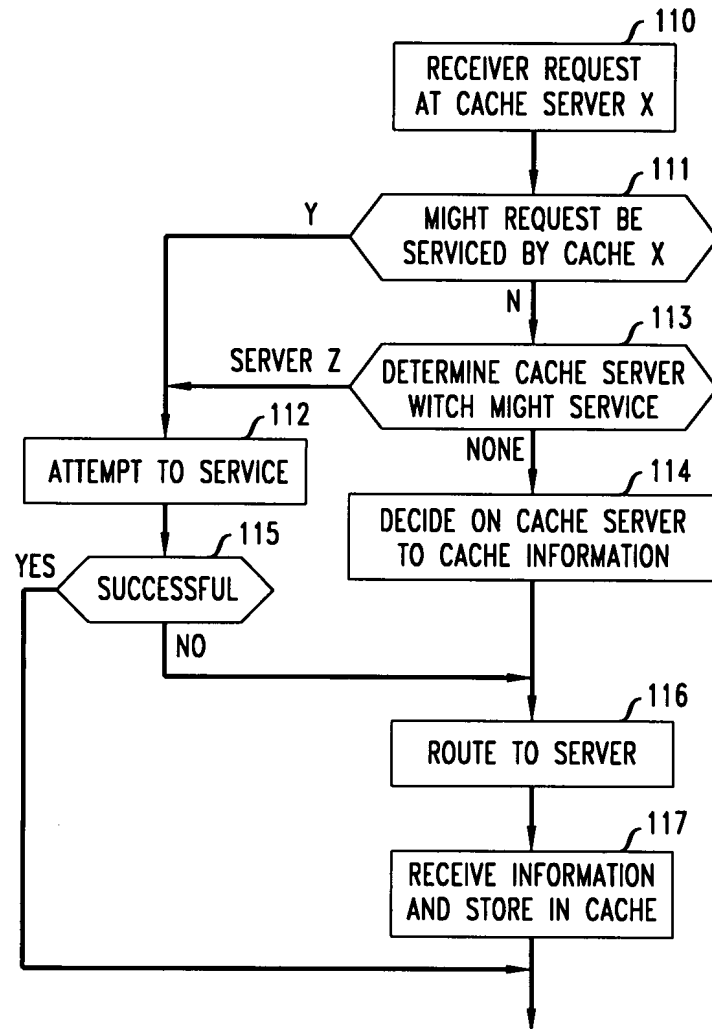 110
RECEIVER REQUEST
AT CACHE SERVER X
111
Y
MIGHT REQUEST BE
SERVICED BY CACHE X
N
113
SERVER Z
DETERMINE CACHE SERVER
WITCH MIGHT SERVICE
112
NONE
ATTEMPT TO SERVICE
114
DECIDE ON CACHE SERVER
TO CACHE INFORMATION
115
YES
SUCCESSFUL
NO
116
ROUTE TO SERVER
117
RECEIVE INFORMATION
AND STORE IN CACHE